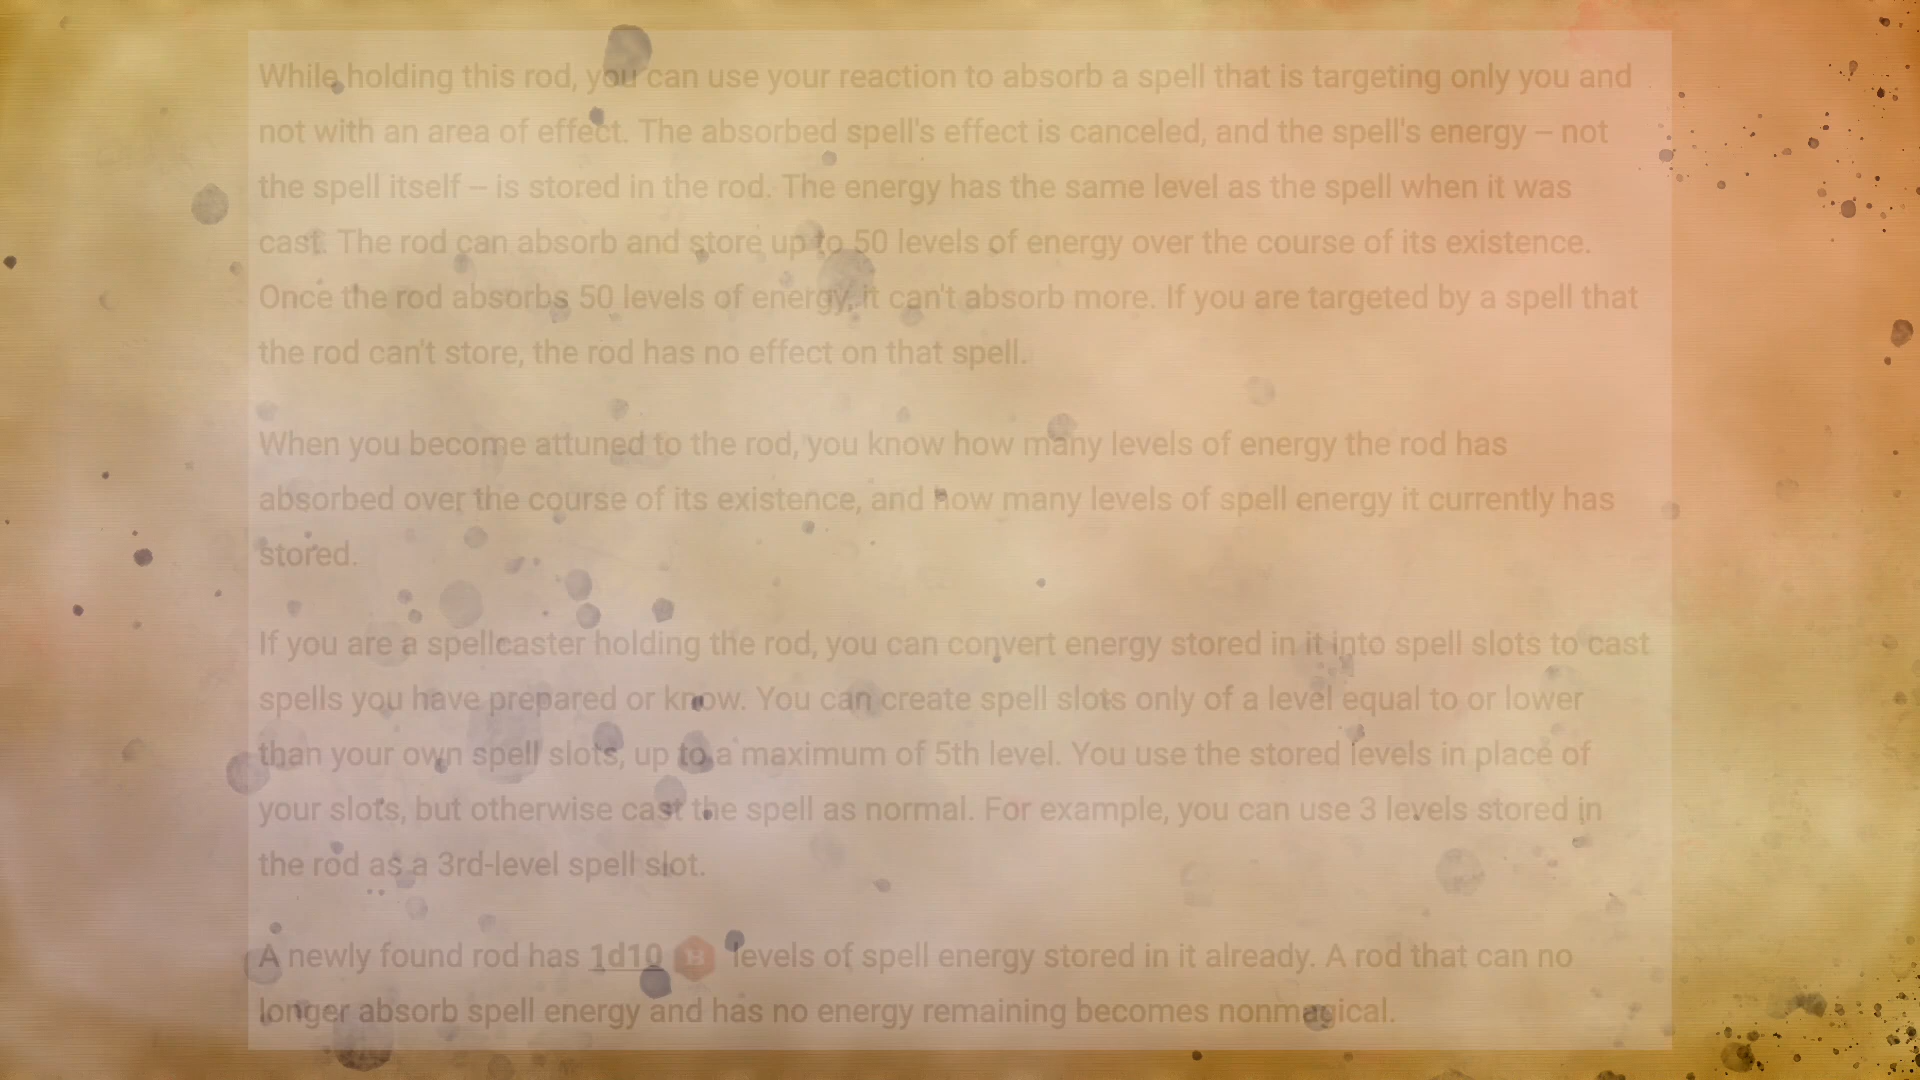 While holding this rod, you can use your reaction to absorb a spell that is targeting only you and
not with an area of effect. The absorbed spell's effect is canceled, and the spell's energy – not
the spell itself – is stored in the rod. The energy has the same level as the spell when it was
cast. The rod can absorb and store up to 50 levels of energy over the course of its existence.
Once the rod absorbs 50 levels of energy, it can't absorb more. If you are targeted by a spell that
the rod can't store, the rod has no effect on that spell.
When you become attuned to the rod, you know how many levels of energy the rod has
absorbed over the course of its existence, and how many levels of spell energy it currently has
stored.
If you are a spellcaster holding the rod, you can convert energy stored in it into spell slots to cast
spells you have prepared or know. You can create spell slots only of a level equal to or lower
than your own spell slots, up to a maximum of 5th level. You use the stored levels in place of
your slots, but otherwise cast the spell as normal. For example, you can use 3 levels stored in
the rod as a 3rd-level spell slot.
A newly found rod has 1d10 levels of spell energy stored in it already. A rod that can no
longer absorb spell energy and has no energy remaining becomes nonmagical.